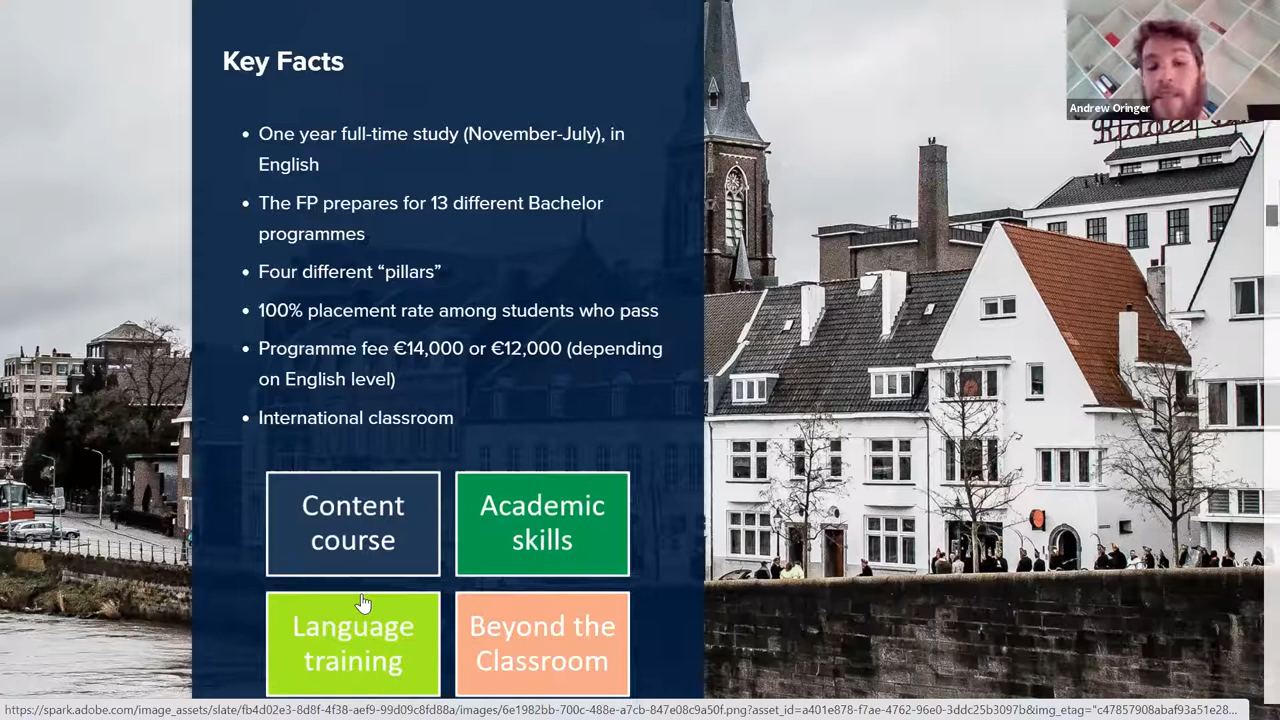 Key Facts
Andrew Oringer
One year full-time study (November-July), in
English
The FP prepares for 13 different Bachelor
programmes
Four different “pillars”
100% placement rate among students who pass
Programme fee €14,000 or €12,000 (depending
on English level)
International classroom
Content
course
Academic
skills
Language
training
Beyond the
Classroom
https://spark.adobe.com/image_assets/slate/fb4d02e3-8d8f-4f38-aef9-99d09c8fd88a/images/6e1982bb-700c-488e-a7cb-847e08c9a50f.png?asset_id=a401e878-f7ae-4762-96e0-3ddc25b3097b&img_etag="c47857908abaf93a51e28...